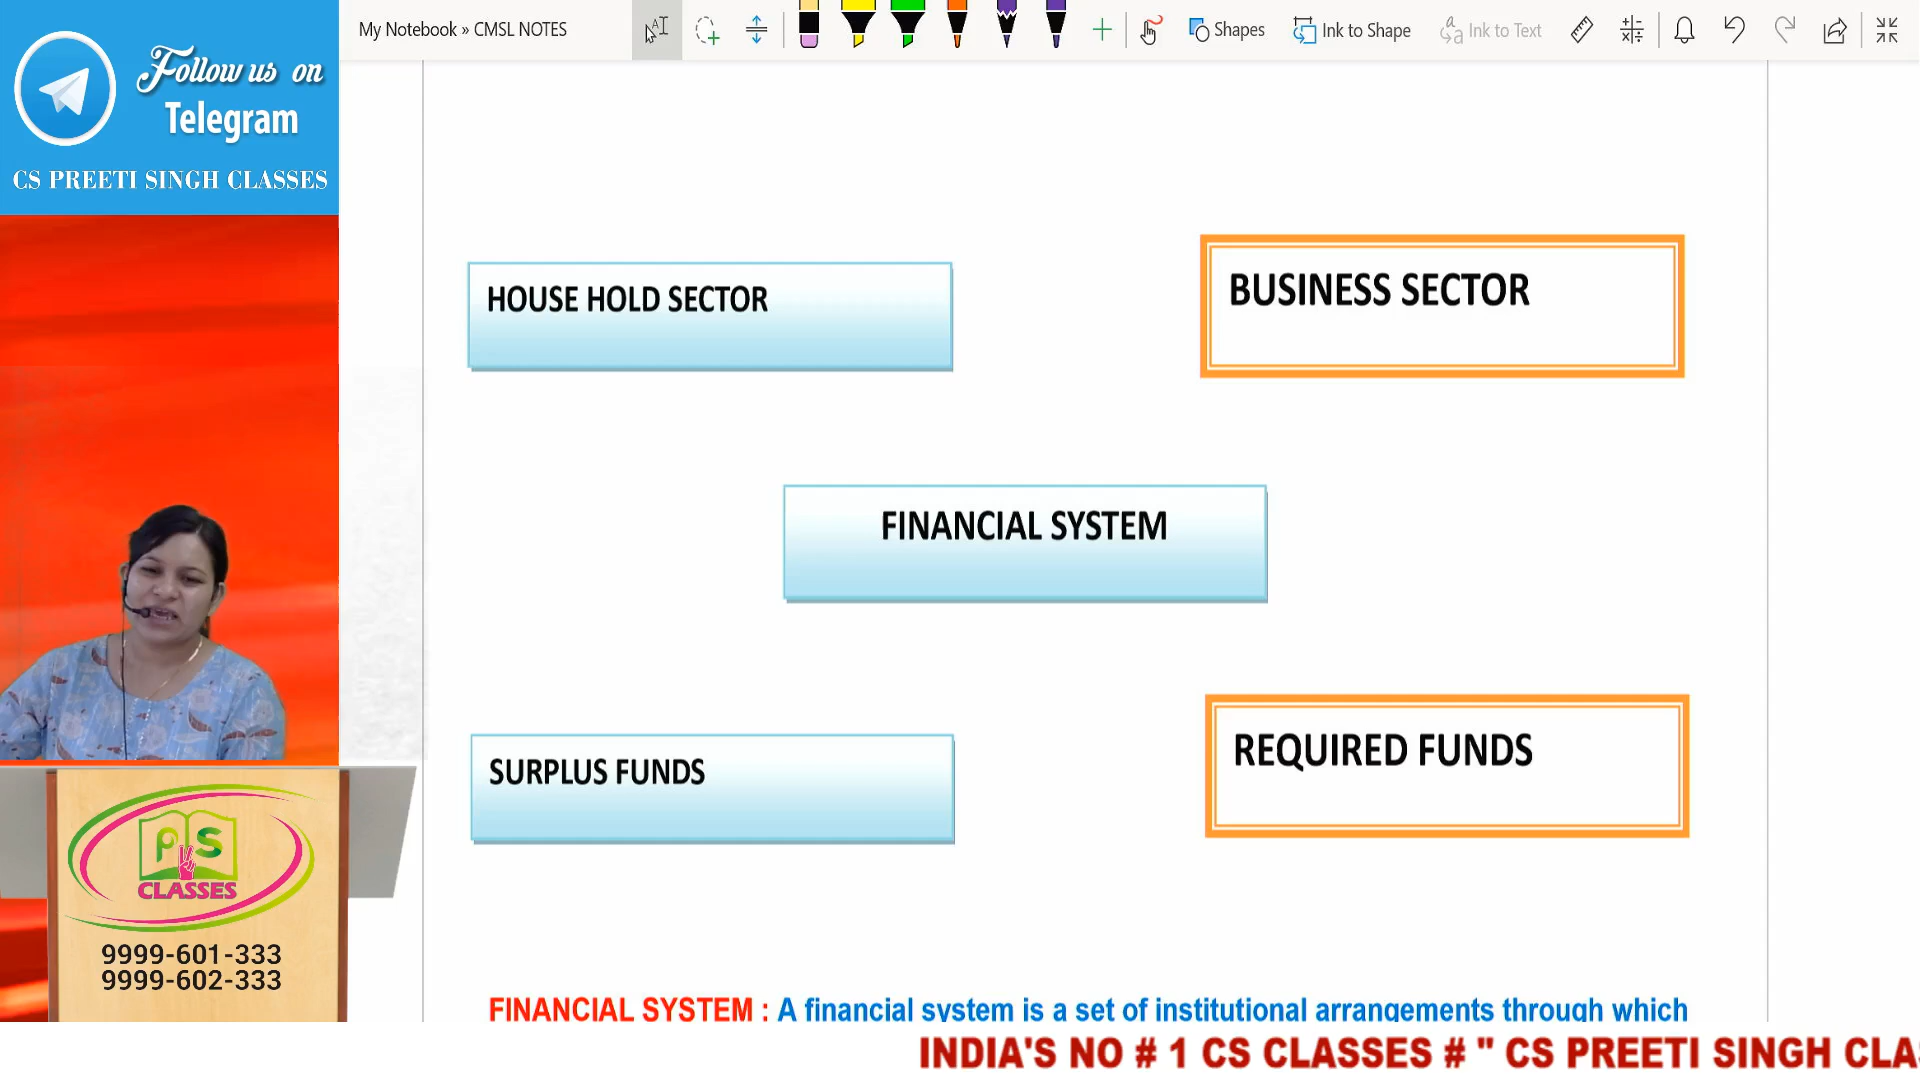 Follow us on
Telegram
CS PREETI SINGH CLASSES
My Notebook » CMSL NOTES
Shapes
Ink to Shape
Ink to Text
HOUSE HOLD SECTOR
BUSINESS SECTOR
FINANCIAL SYSTEM
SURPLUS FUNDS
REQUIRED FUNDS
PS
CLASSES
9999-601-333
9999-602-333
FINANCIAL SYSTEM : A financial system is a set of institutional arrangements through which
INDIA'S NO # 1 CS CLASSES # " CS PREETI SINGH CLA